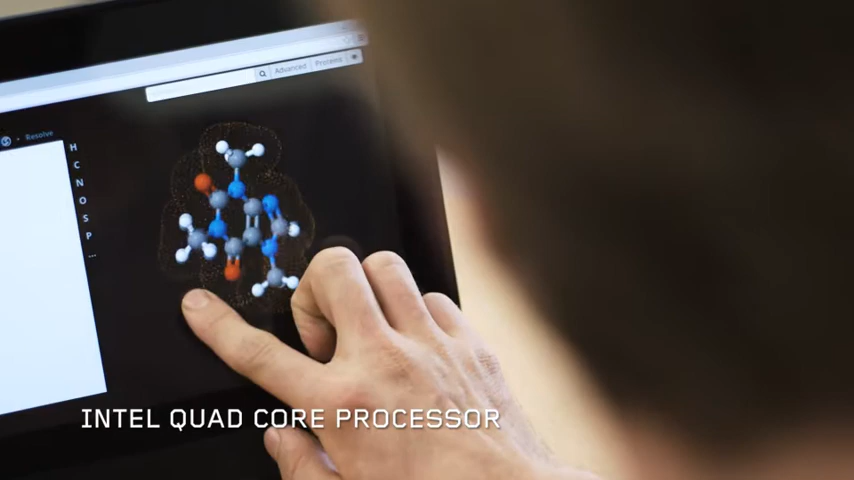 Advanced Proteins
Resolve
H
C
N
O
S
P
...
INTEL QUAD CORE PROCESSOR